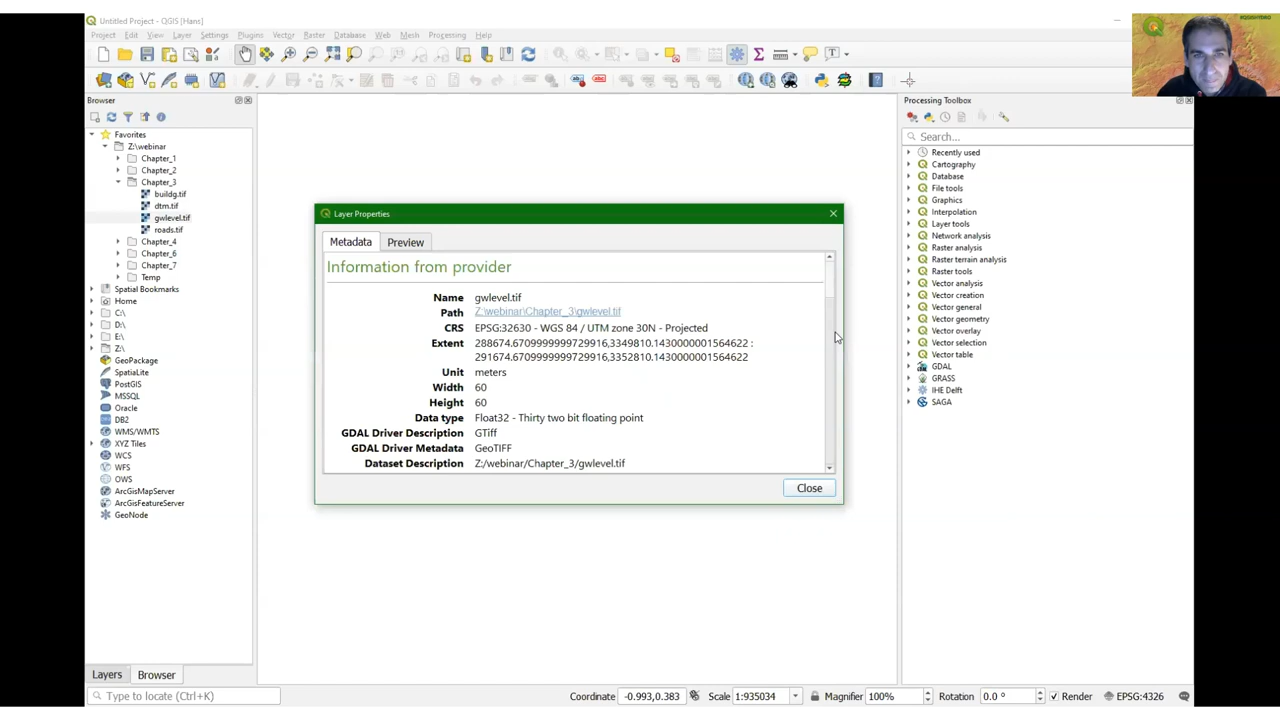 Untitled Project - QGIS [Hans]
Project Edit View Layer Settings Plugins Vector Raster Database Web Mesh Processing Help
Browser
Favorites
Z:\webinar
Chapter_1
Chapter_2
Chapter_3
buildg.tif
dtm.tif
gwlevel.tif
roads.tif
Chapter_4
Chapter_6
Chapter_7
Temp
Spatial Bookmarks
Home
C:\
D:\
E:\
Z:\
GeoPackage
SpatiaLite
PostGIS
MSSQL
Oracle
DB2
WMS/WMTS
XYZ Tiles
WCS
WFS
OWS
ArcGisMapServer
ArcGisFeatureServer
GeoNode
Layers Browser
Layer Properties
Metadata Preview
Information from provider
Name gwlevel.tif
Path Z:\webinar\Chapter_3\gwlevel.tif
CRS EPSG:32630 - WGS 84 / UTM zone 30N - Projected
Extent 288674.6709999999729916,3349810.1430000001564622 :
291674.6709999999729916,3352810.1430000001564622
Unit meters
Width 60
Height 60
Data type Float32 - Thirty two bit floating point
GDAL Driver Description GTiff
GDAL Driver Metadata GeoTIFF
Dataset Description Z:/webinar/Chapter_3/gwlevel.tif
Close
Processing Toolbox
Search...
Recently used
Cartography
Database
File tools
Graphics
Interpolation
Layer tools
Network analysis
Raster analysis
Raster terrain analysis
Raster tools
Vector analysis
Vector creation
Vector general
Vector geometry
Vector overlay
Vector selection
Vector table
GDAL
GRASS
IHE Delft
SAGA
Type to locate (Ctrl+K)
Coordinate -0.993,0.383 Scale 1:935034 Magnifier 100% Rotation 0.0 ° Render EPSG:4326